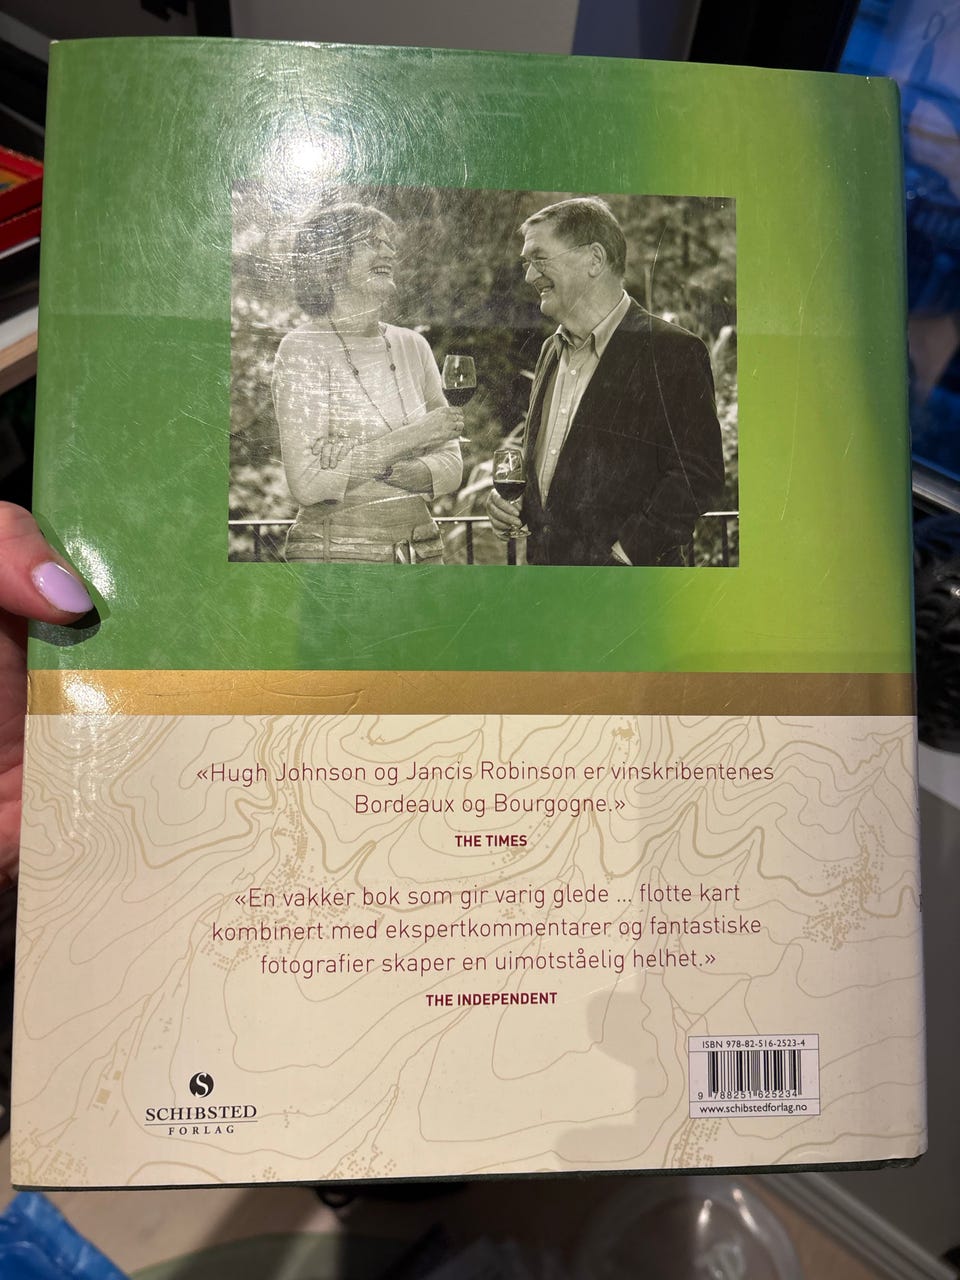 «Hugh Johnson og Jancis Robinson er vinskribentenes
Bordeaux og Bourgogne.»
THE TIMES
«En vakker bok som gir varig glede ... flotte kart
kombinert med ekspertkommentarer og fantastiske
fotografier skaper en uimotståelig helhet.»
THE INDEPENDENT
ISBN 978-82-516-2523-4
9 788251 625234
www.schibstedforlag.no
S
SCHIBSTED
FORLAG